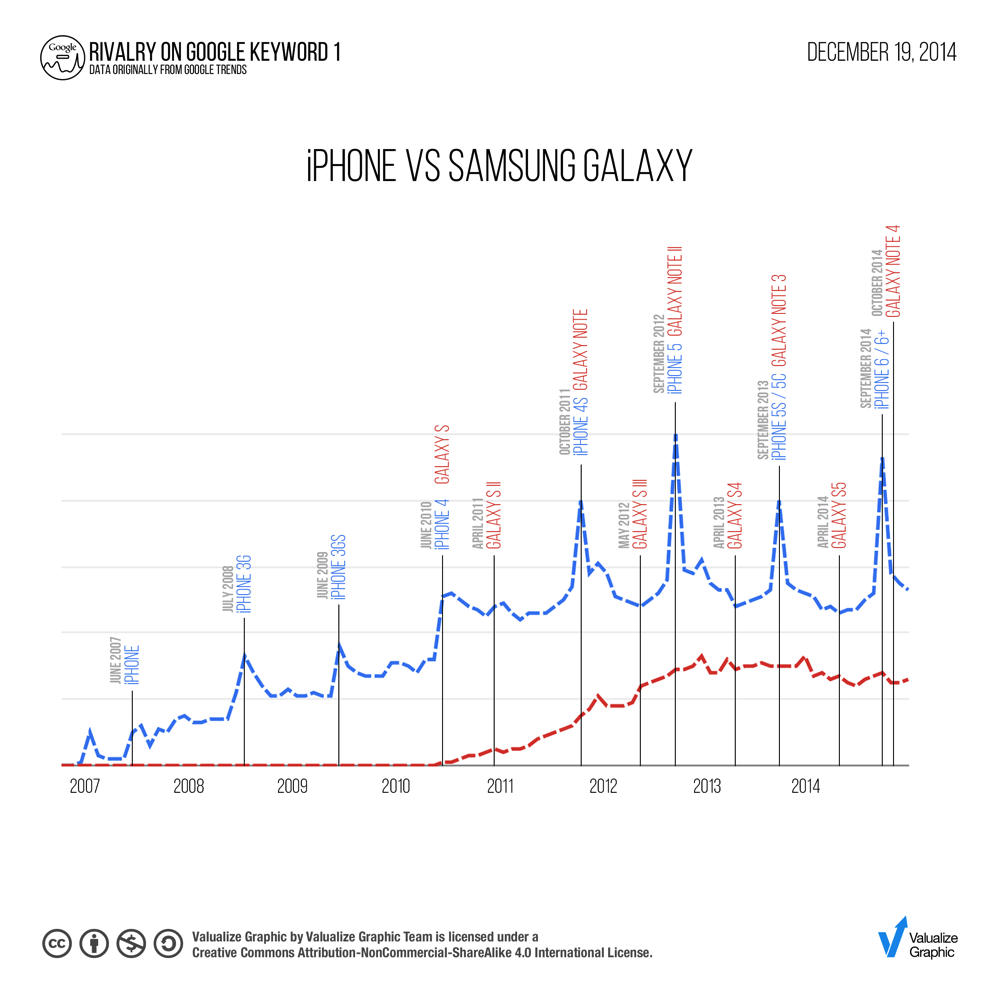 Google
RIVALRY ON GOOGLE KEYWORD 1
DATA ORIGINALLY FROM GOOGLE TRENDS
DECEMBER 19, 2014
iPHONE VS SAMSUNG GALAXY
JUNE 2007
iPHONE
JULY 2008
iPHONE 3G
JUNE 2009
iPHONE 3GS
JUNE 2010
iPHONE 4 GALAXY S
APRIL 2011
GALAXY S II
OCTOBER 2011
iPHONE 4S GALAXY NOTE
MAY 2012
GALAXY S III
SEPTEMBER 2012
iPHONE 5 GALAXY NOTE II
APRIL 2013
GALAXY S4
SEPTEMBER 2013
iPHONE 5S / 5C GALAXY NOTE 3
APRIL 2014
GALAXY S5
SEPTEMBER 2014
iPHONE 6 / 6+
OCTOBER 2014
GALAXY NOTE 4
2007 2008 2009 2010 2011 2012 2013 2014
cc
Valualize Graphic by Valualize Graphic Team is licensed under a
Creative Commons Attribution-NonCommercial-ShareAlike 4.0 International License.
Valualize
Graphic